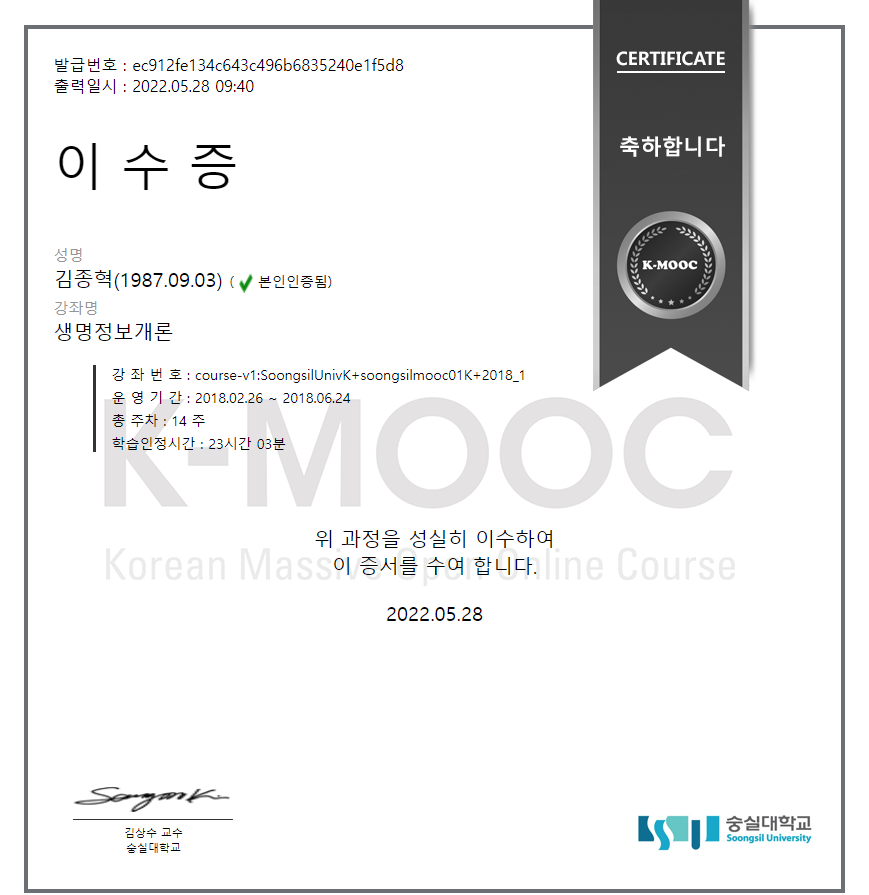 발급번호 : ec912fe134c643c496b6835240e1f5d8
출력일시 : 2022.05.28 09:40
CERTIFICATE
축하합니다
K-MOOC
이 수 증
성명
김종혁(1987.09.03) ( 본인인증됨)
강좌명
생명정보개론
강 좌 번 호 : course-v1:SoongsilUnivK+soongsilmooc01K+2018_1
운 영 기 간 : 2018.02.26 ~ 2018.06.24
총 주차 : 14 주
학습인정시간 : 23시간 03분
K-MOOC
Korean Massive Open Online Course
위 과정을 성실히 이수하여
이 증서를 수여 합니다.
2022.05.28
김상수 교수
숭실대학교
숭실대학교
Soongsil University